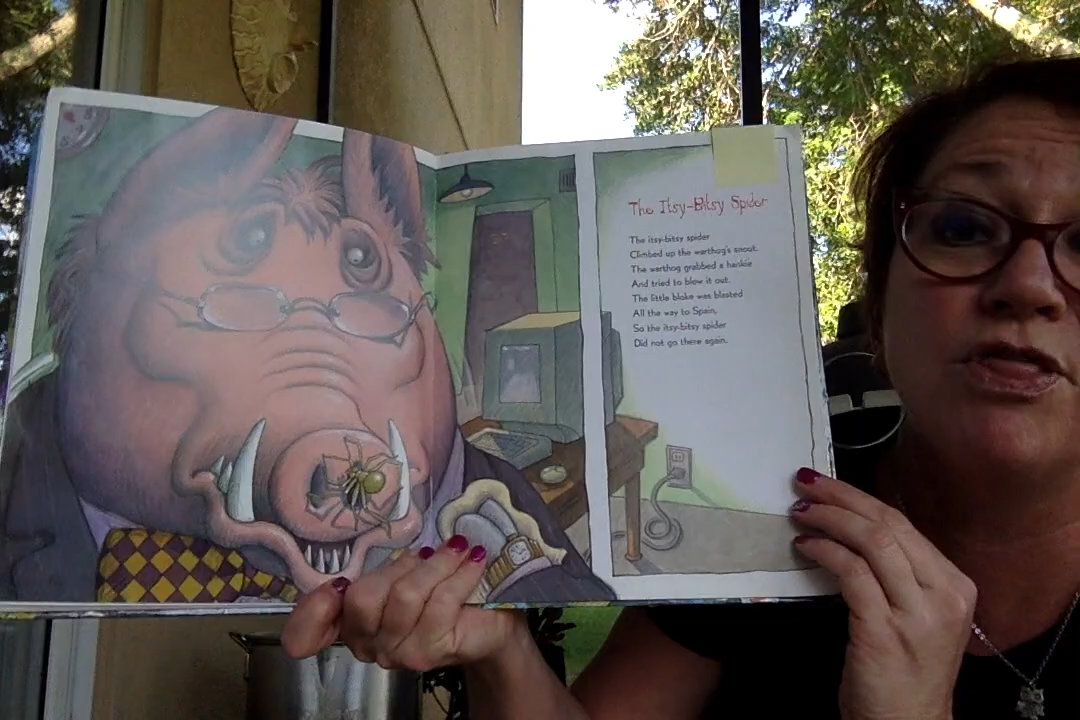 The Itsy-Bitsy Spider
The itsy-bitsy spider
Climbed up the warthog's snout.
The warthog grabbed a hankie
And tried to blow it out.
The little bloke was blasted
All the way to Spain,
So the itsy-bitsy spider
Did not go there again.